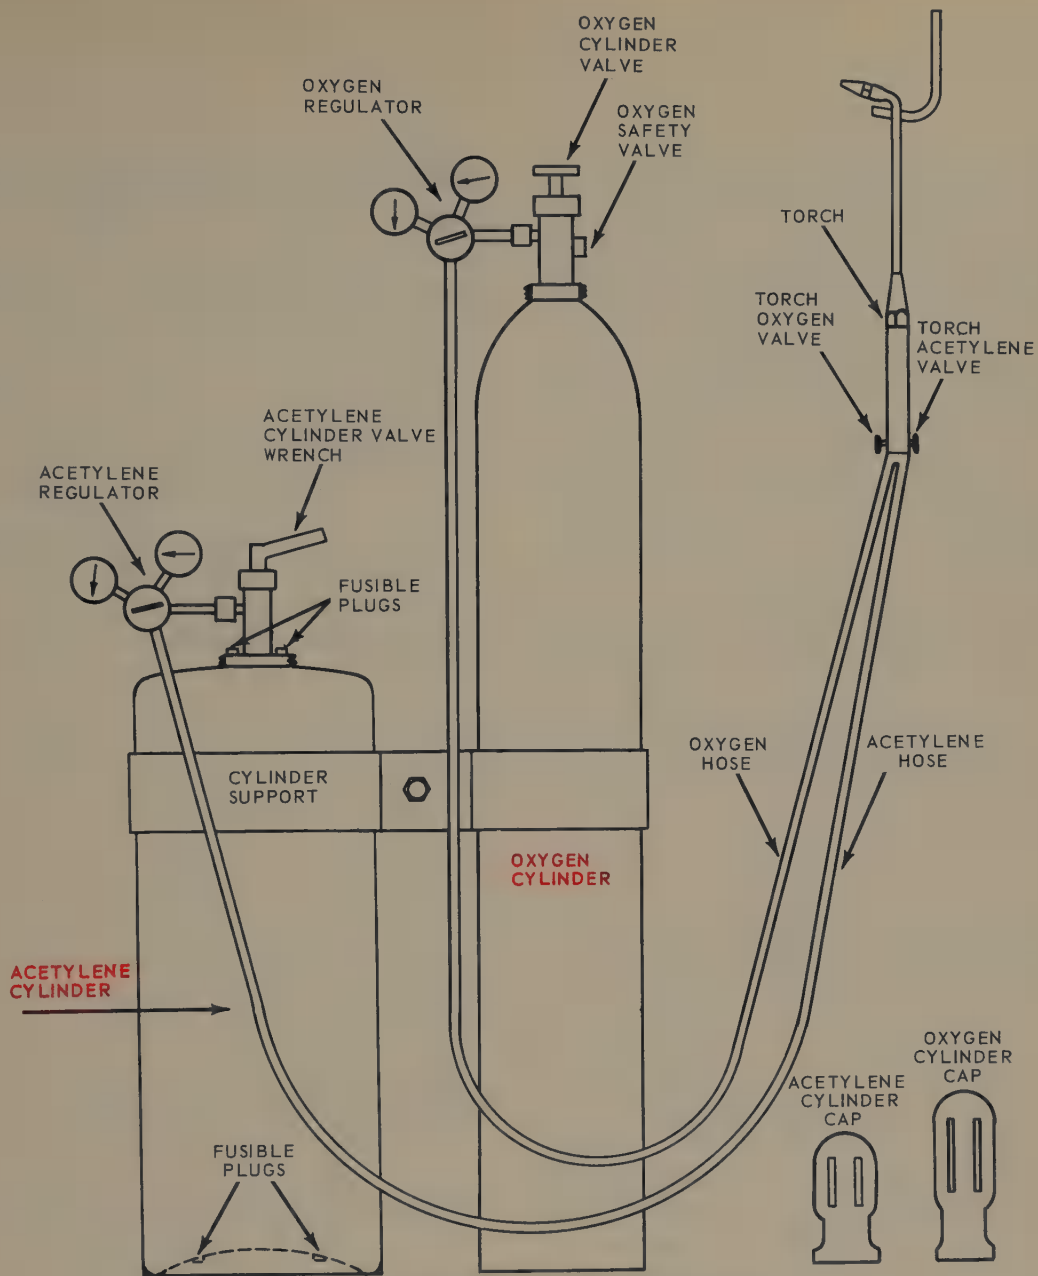 OXYGEN
CYLINDER
VALVE
OXYGEN
REGULATOR
OXYGEN
SAFETY
VALVE
TORCH
TORCH
OXYGEN
VALVE
TORCH
ACETYLENE
VALVE
ACETYLENE
CYLINDER VALVE
WRENCH
ACETYLENE
REGULATOR
FUSIBLE
PLUGS
OXYGEN
HOSE
ACETYLENE
HOSE
CYLINDER
SUPPORT
OXYGEN
CYLINDER
ACETYLENE
CYLINDER
OXYGEN
CYLINDER
CAP
ACETYLENE
CYLINDER
CAP
FUSIBLE
PLUGS